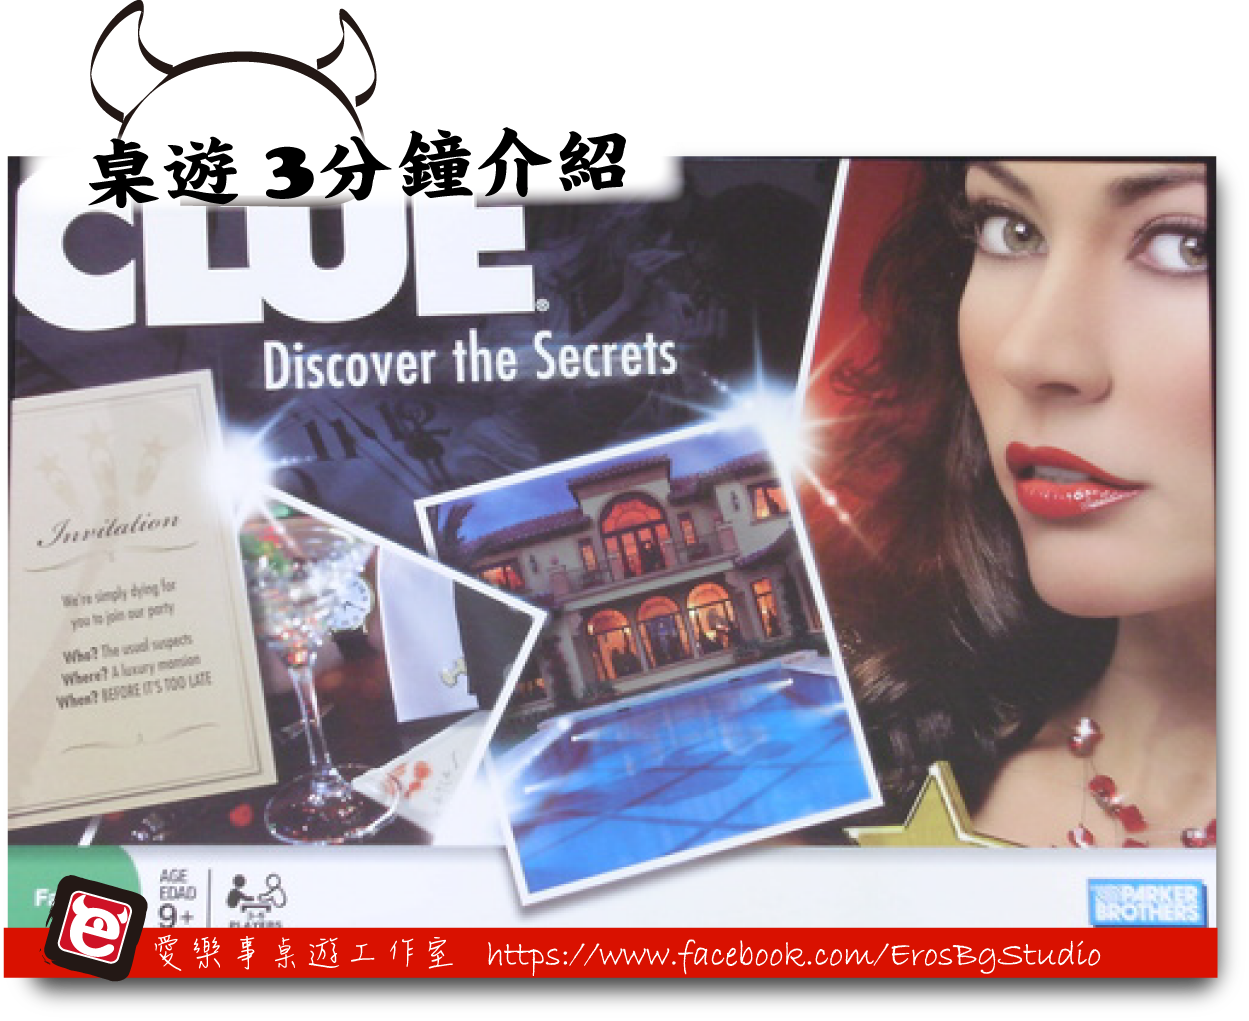 桌遊 3分鐘介紹
CLUE®
Discover the Secrets
Invitation
We're simply dying for
you to join our party
Who? The usual suspects
Where? A luxury mansion
When? BEFORE IT'S TOO LATE
AGE
EDAD
9+
PLAYERS
PARKER
BROTHERS
e
愛樂事桌遊工作室 https://www.facebook.com/ErosBgStudio